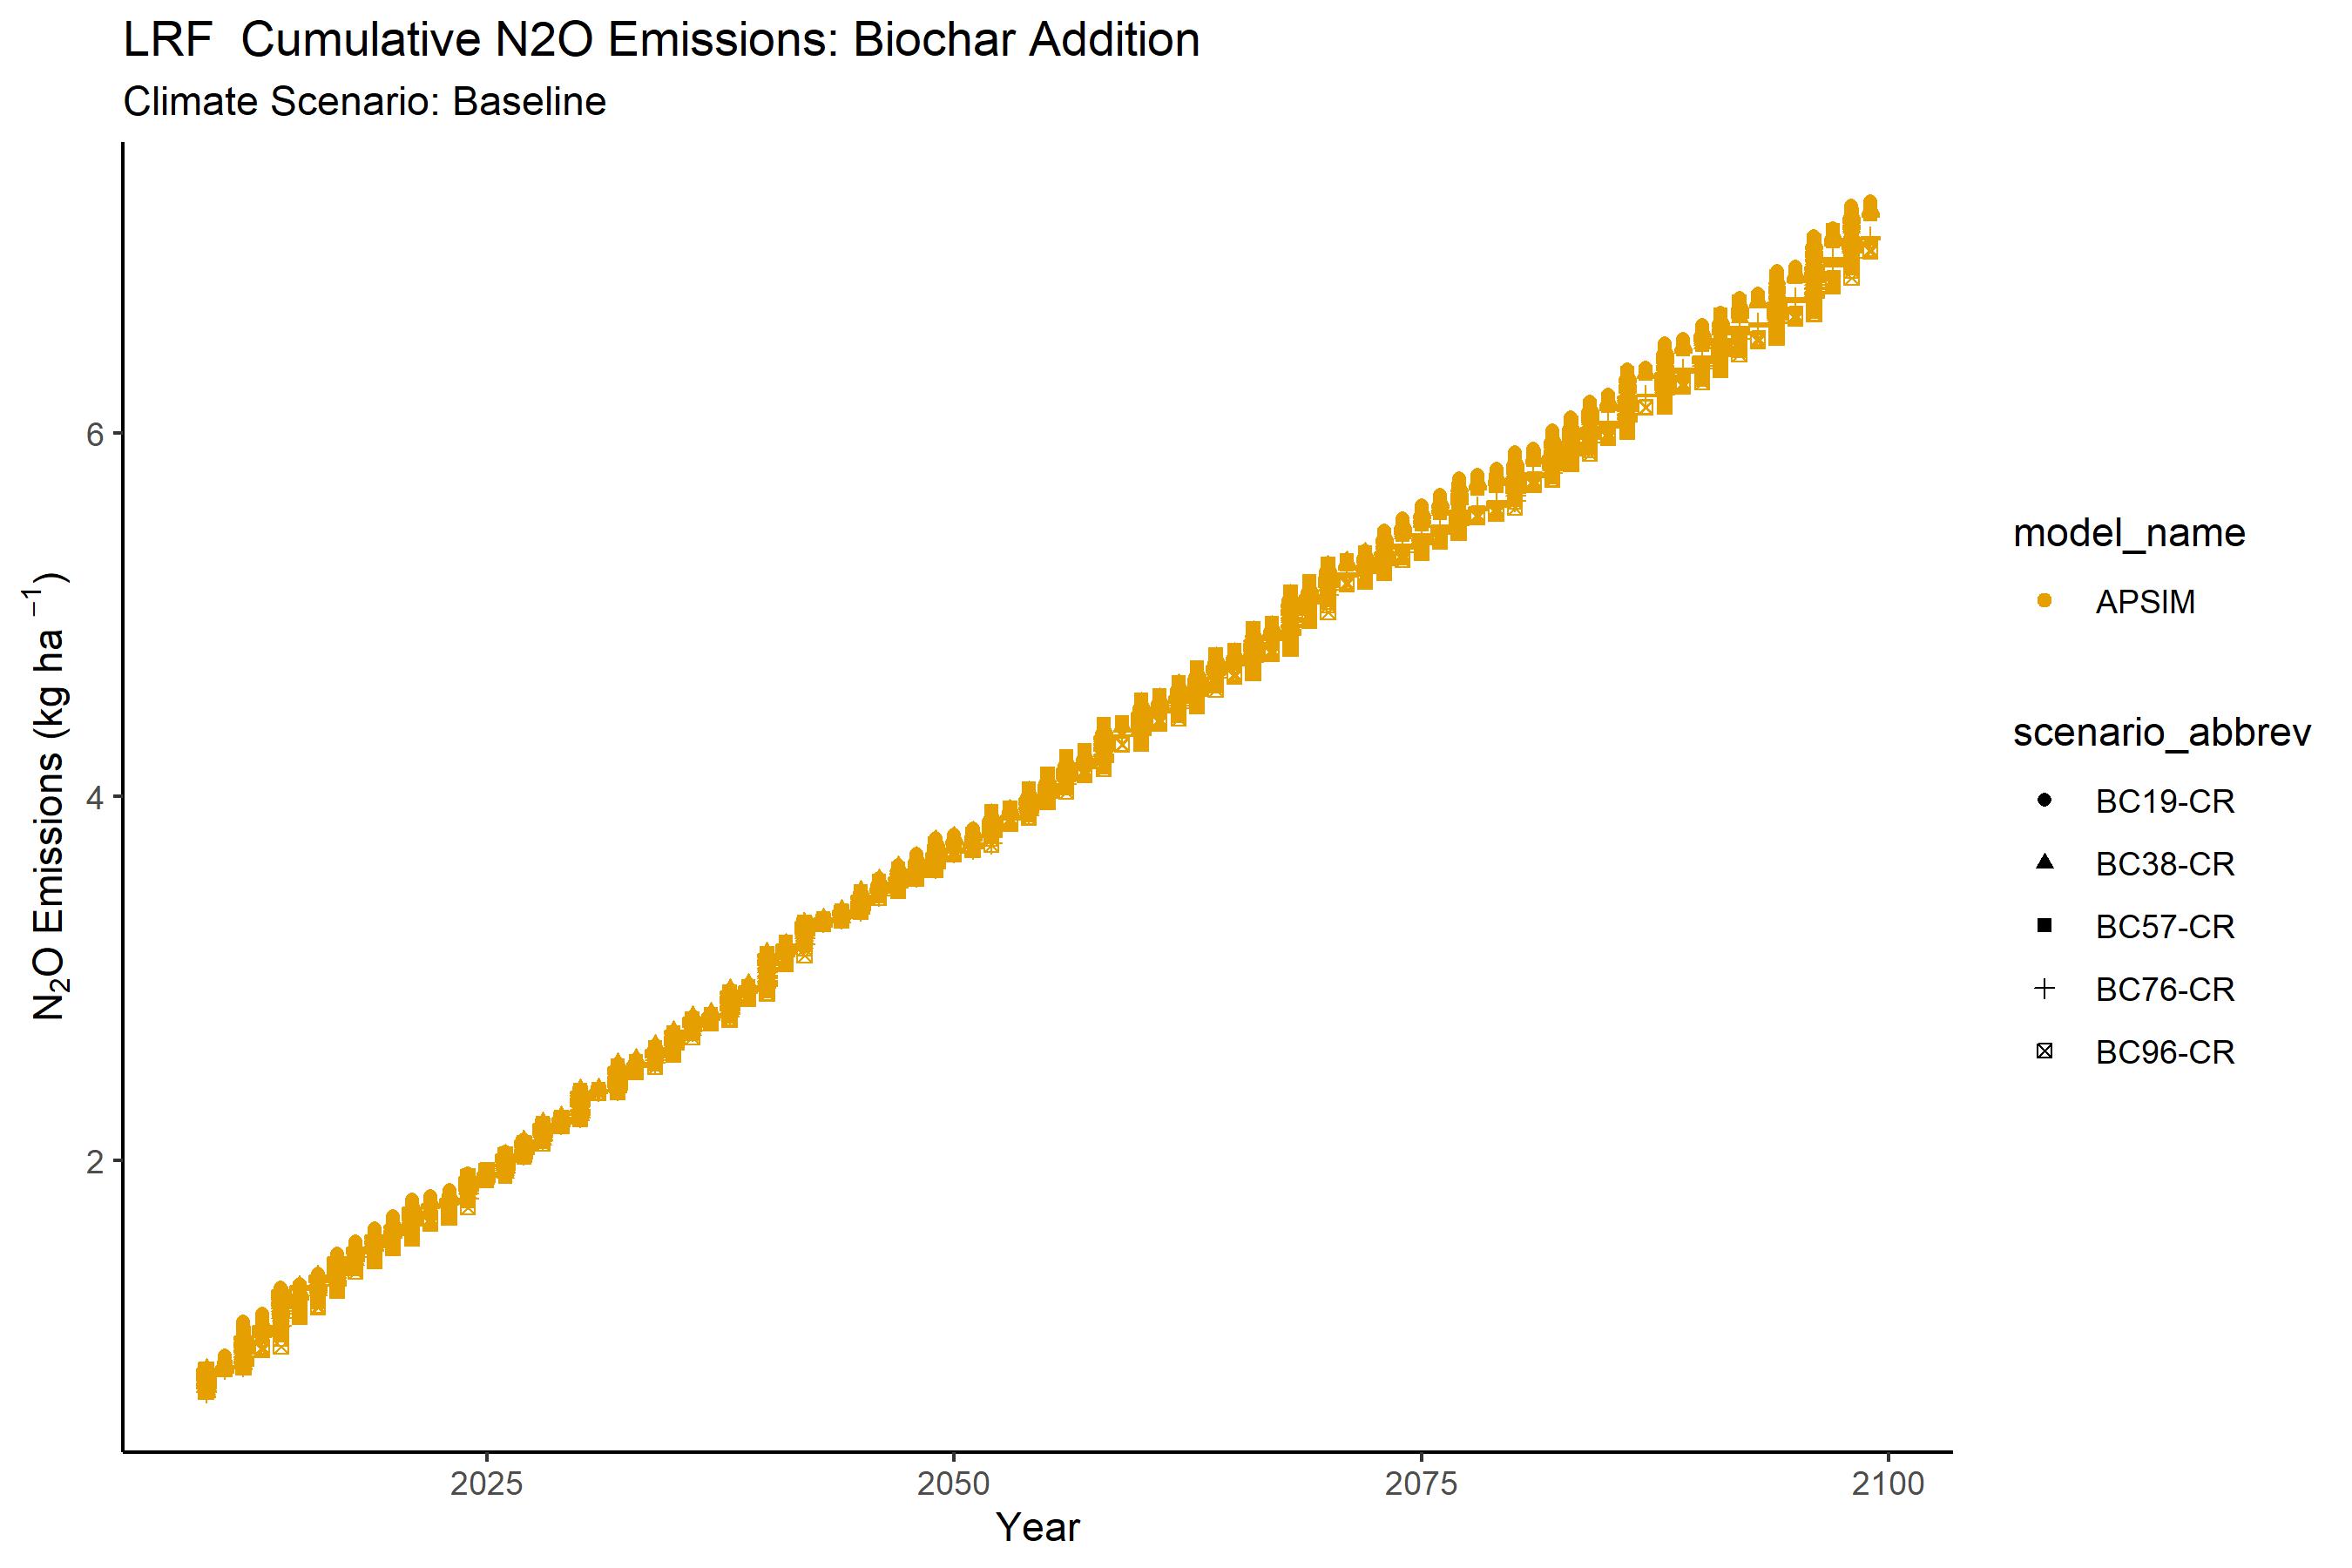 LRF  Cumulative N2O Emissions: Biochar Addition
Climate Scenario: Baseline
N₂O Emissions (kg ha ⁻¹)
6
4
2
2025
2050
2075
2100
Year
model_name
APSIM
scenario_abbrev
BC19-CR
BC38-CR
BC57-CR
BC76-CR
BC96-CR